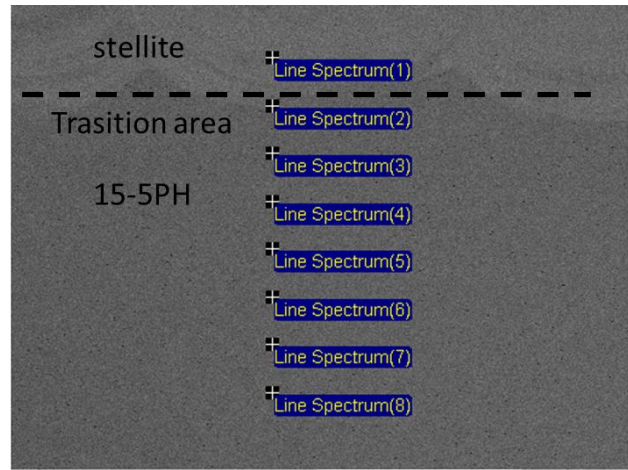 stellite
Line Spectrum(1)
Trasition area
Line Spectrum(2)
Line Spectrum(3)
15-5PH
Line Spectrum(4)
Line Spectrum(5)
Line Spectrum(6)
Line Spectrum(7)
Line Spectrum(8)